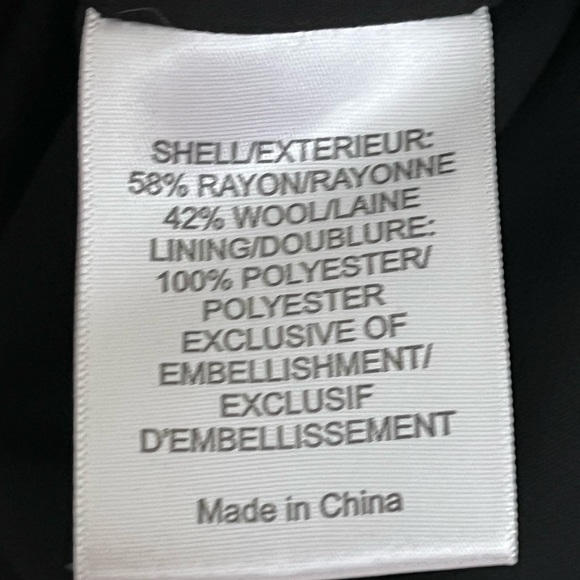 SHELL/EXTERIEUR:
58% RAYON/RAYONNE
42% WOOL/LAINE
LINING/DOUBLURE:
100% POLYESTER/
POLYESTER
EXCLUSIVE OF
EMBELLISHMENT/
EXCLUSIF
D'EMBELLISSEMENT
Made in China